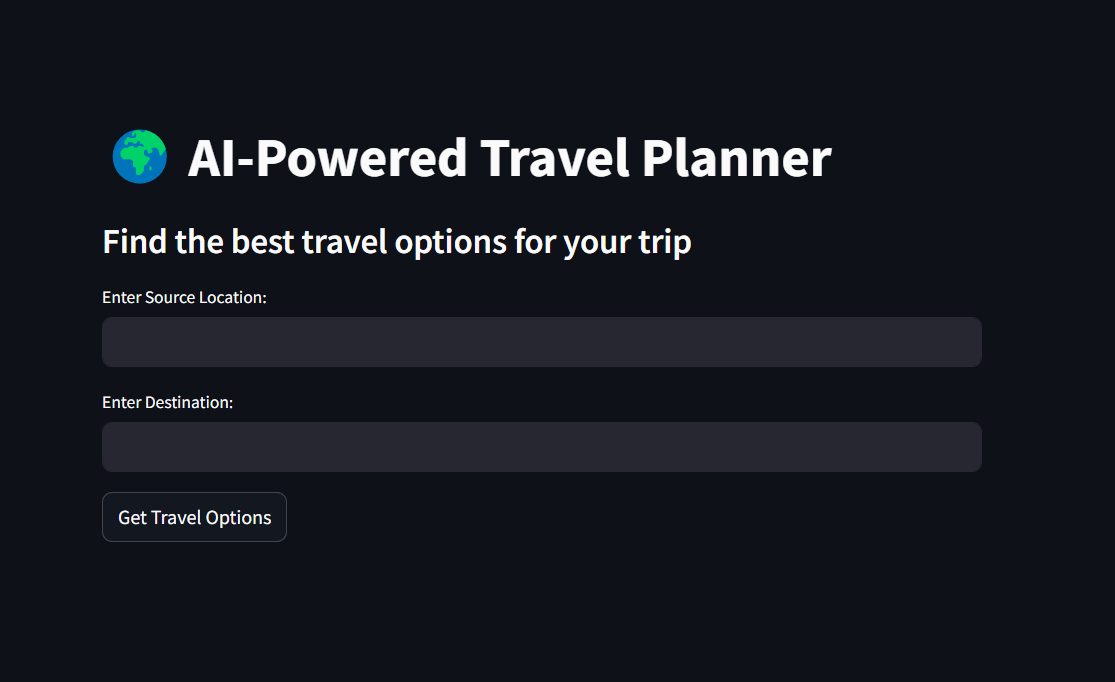 AI-Powered Travel Planner
Find the best travel options for your trip
Enter Source Location:
Enter Destination:
Get Travel Options